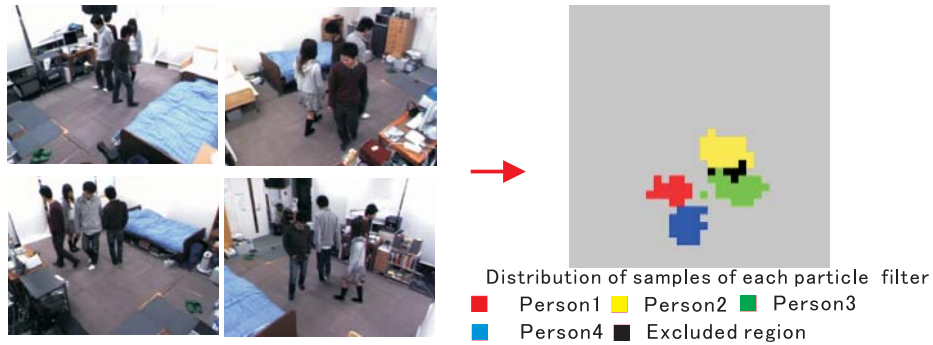 Distribution of samples of each particle filter
Person1 Person2 Person3
Person4 Excluded region